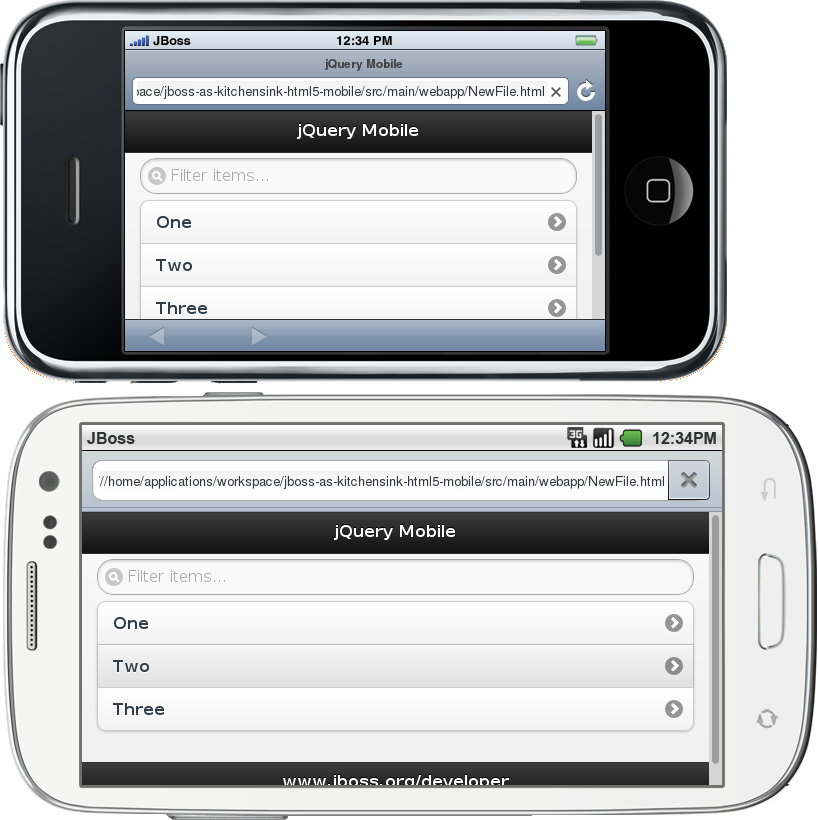 JBoss 12:34 PM
jQuery Mobile
ace/jboss-as-kitchensink-html5-mobile/src/main/webapp/NewFile.html
jQuery Mobile
Filter items...
One
Two
Three
JBoss 3G 12:34PM
//home/applications/workspace/jboss-as-kitchensink-html5-mobile/src/main/webapp/NewFile.html
jQuery Mobile
Filter items...
One
Two
Three
www.jboss.org/developer